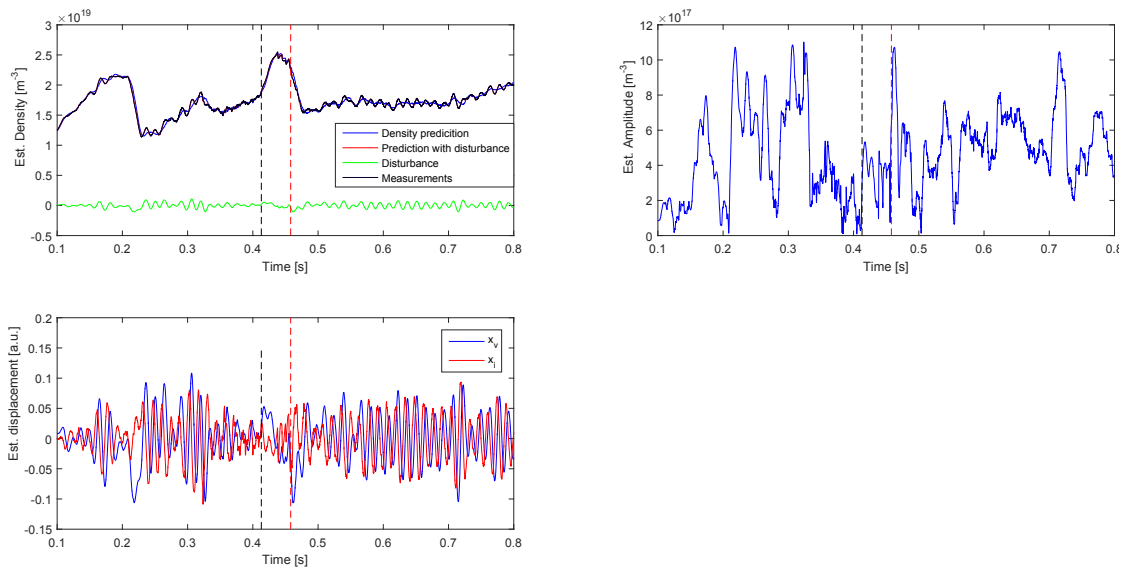 ×10^19
3
2.5
2
1.5
1
0.5
0
-0.5
Est. Density [m^-3]
Density predicition
Prediction with disturbance
Disturbance
Measurements
0.1 0.2 0.3 0.4 0.5 0.6 0.7 0.8
Time [s]
×10^17
12
10
8
6
4
2
0
Est. Amplitude [m^-3]
0.1 0.2 0.3 0.4 0.5 0.6 0.7 0.8
Time [s]
0.2
0.15
0.1
0.05
0
-0.05
-0.1
-0.15
Est. displacement [a.u.]
x_v
x_i
0.1 0.2 0.3 0.4 0.5 0.6 0.7 0.8
Time [s]